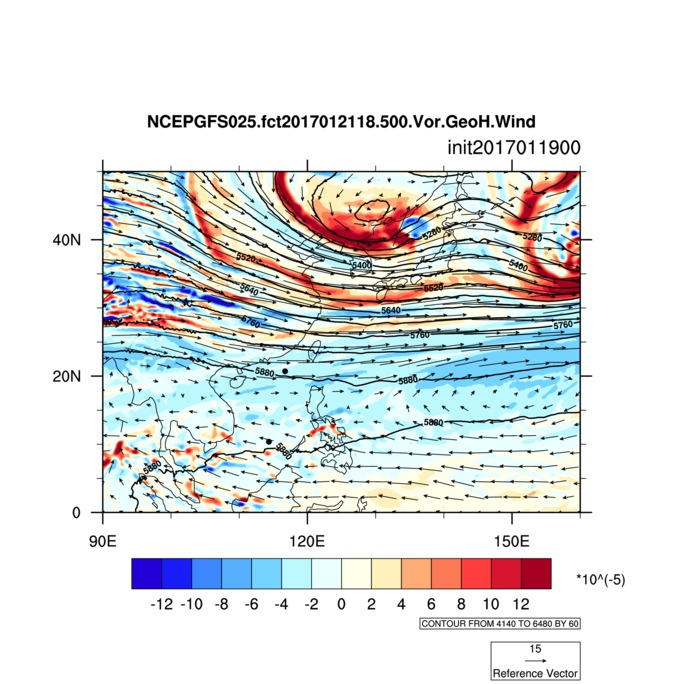 NCEPGFS025.fct2017012118.500.Vor.GeoH.Wind
init2017011900
5280
5280
40N
5400
5400
5520
5520
5640
5640
5760
5760
5760
20N
5880
5880
5880
5880
5880
0
90E 120E 150E
-12 -10 -8 -6 -4 -2 0 2 4 6 8 10 12
*10^(-5)
CONTOUR FROM 4140 TO 6480 BY 60
15
Reference Vector